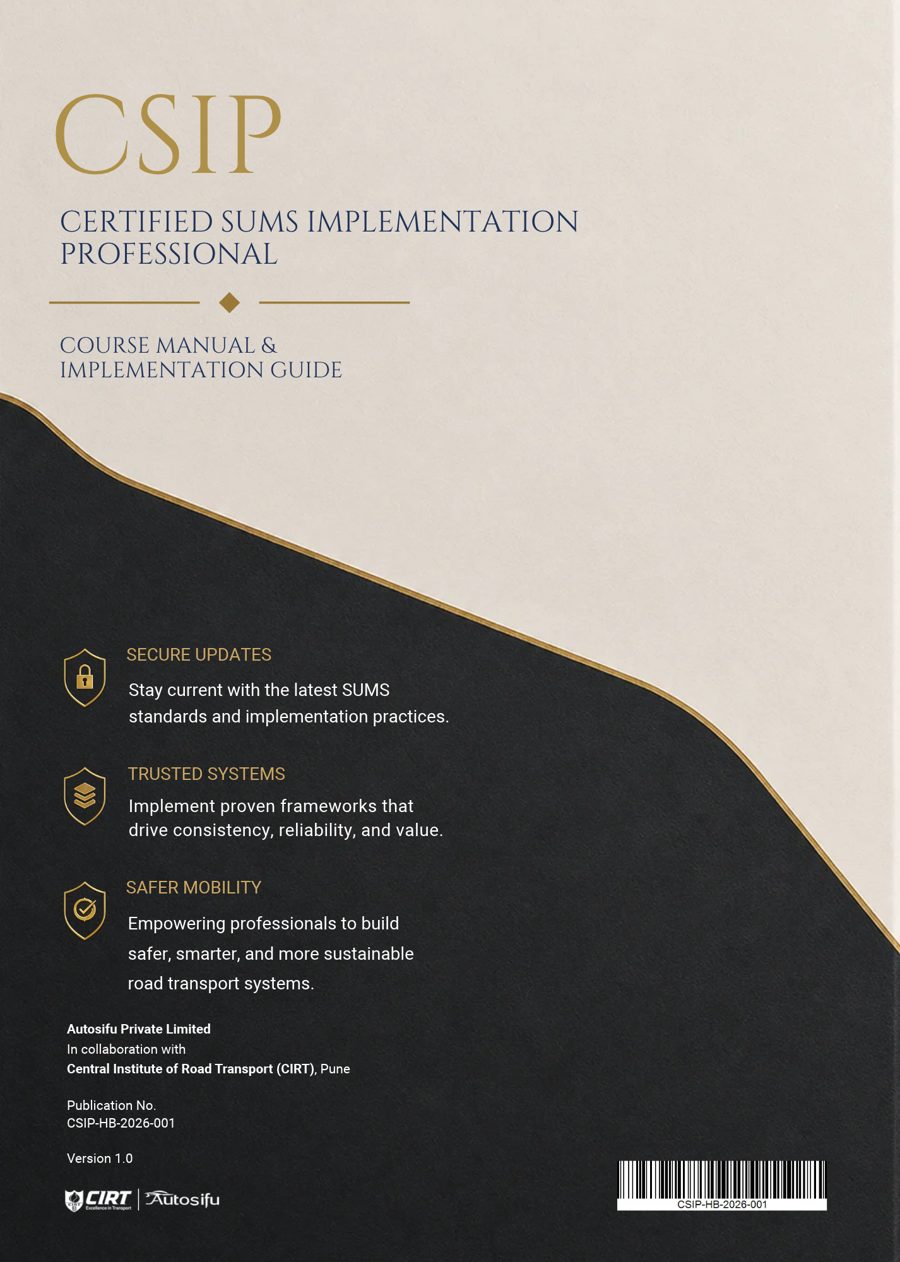 CSIP
CERTIFIED SUMS IMPLEMENTATION
PROFESSIONAL
COURSE MANUAL &
IMPLEMENTATION GUIDE
SECURE UPDATES
Stay current with the latest SUMS
standards and implementation practices.
TRUSTED SYSTEMS
Implement proven frameworks that
drive consistency, reliability, and value.
SAFER MOBILITY
Empowering professionals to build
safer, smarter, and more sustainable
road transport systems.
Autosifu Private Limited
In collaboration with
Central Institute of Road Transport (CIRT), Pune
Publication No.
CSIP-HB-2026-001
Version 1.0
CIRT
Excellence in Transport
Autosifu
CSIP-HB-2026-001